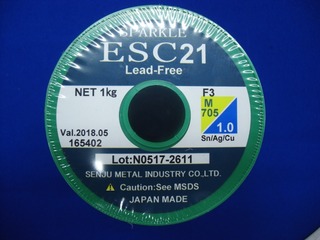 SPARKLE
ESC21
Lead-Free
NET 1kg
F3
M
705
1.0
Sn/Ag/Cu
Val.2018.05
165402
Lot:N0517-2611
SENJU METAL INDUSTRY CO.,LTD.
Caution:See MSDS
JAPAN MADE